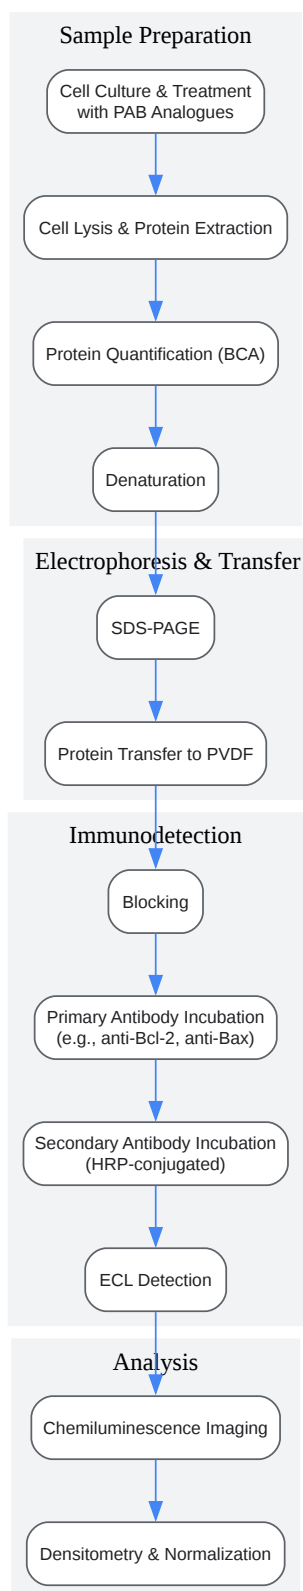 Sample Preparation
Cell Culture & Treatment
with PAB Analogues
Cell Lysis & Protein Extraction
Protein Quantification (BCA)
Denaturation
Electrophoresis & Transfer
SDS-PAGE
Protein Transfer to PVDF
Immunodetection
Blocking
Primary Antibody Incubation
(e.g., anti-Bcl-2, anti-Bax)
Secondary Antibody Incubation
(HRP-conjugated)
ECL Detection
Analysis
Chemiluminescence Imaging
Densitometry & Normalization